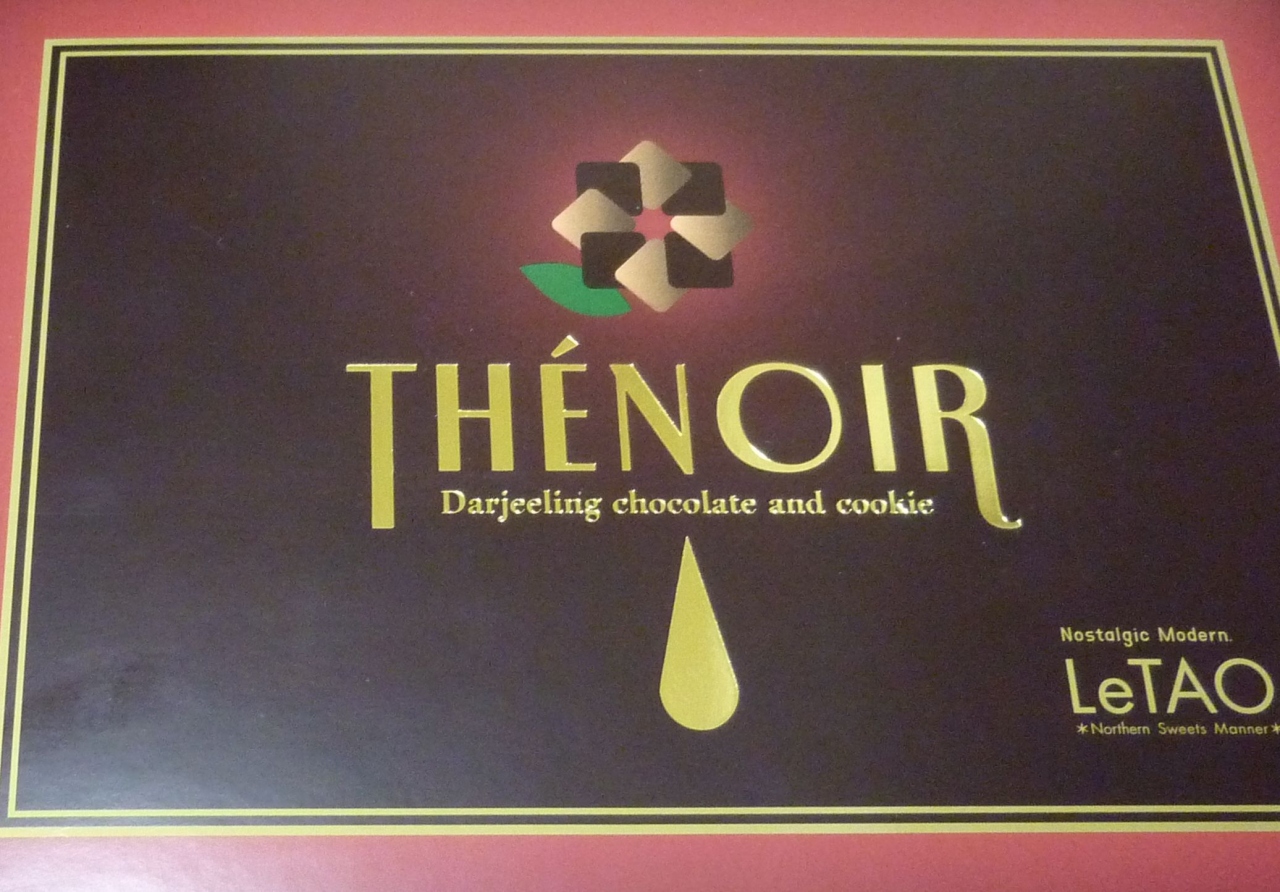 THÉNOIR
Darjeeling chocolate and cookie
Nostalgic Modern.
LeTAO
*Northern Sweets Manner*